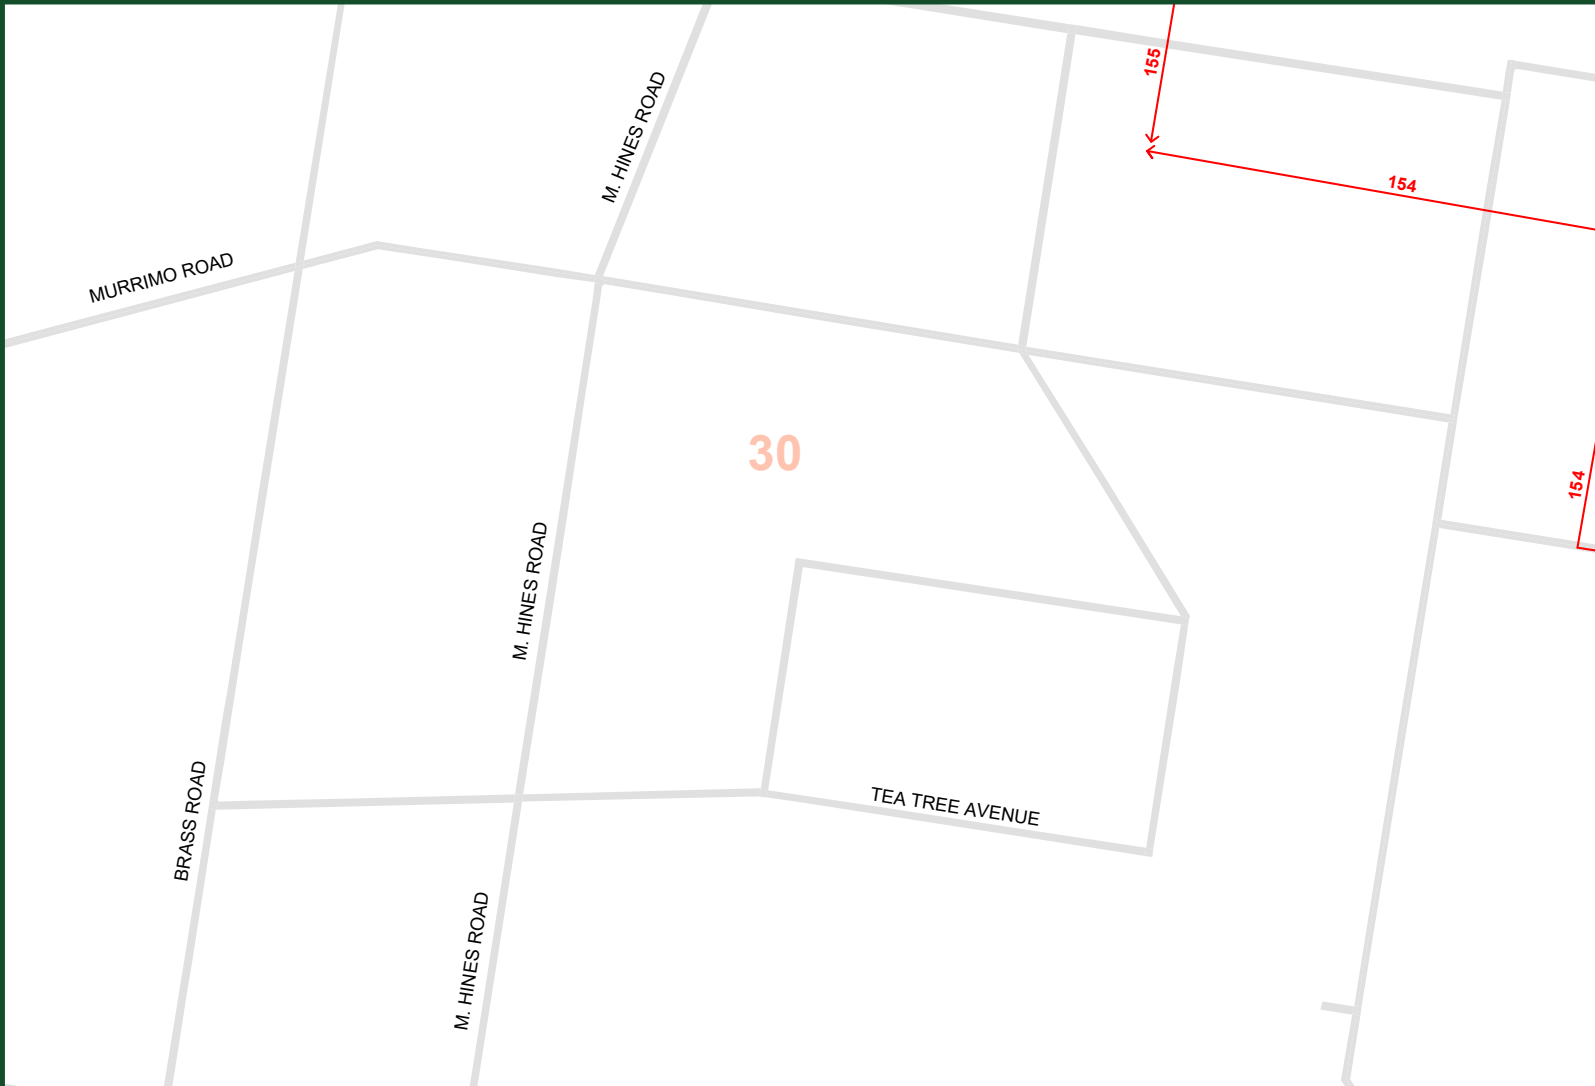 155
M. HINES ROAD
154
MURRIMO ROAD
30
154
M. HINES ROAD
TEA TREE AVENUE
BRASS ROAD
M. HINES ROAD